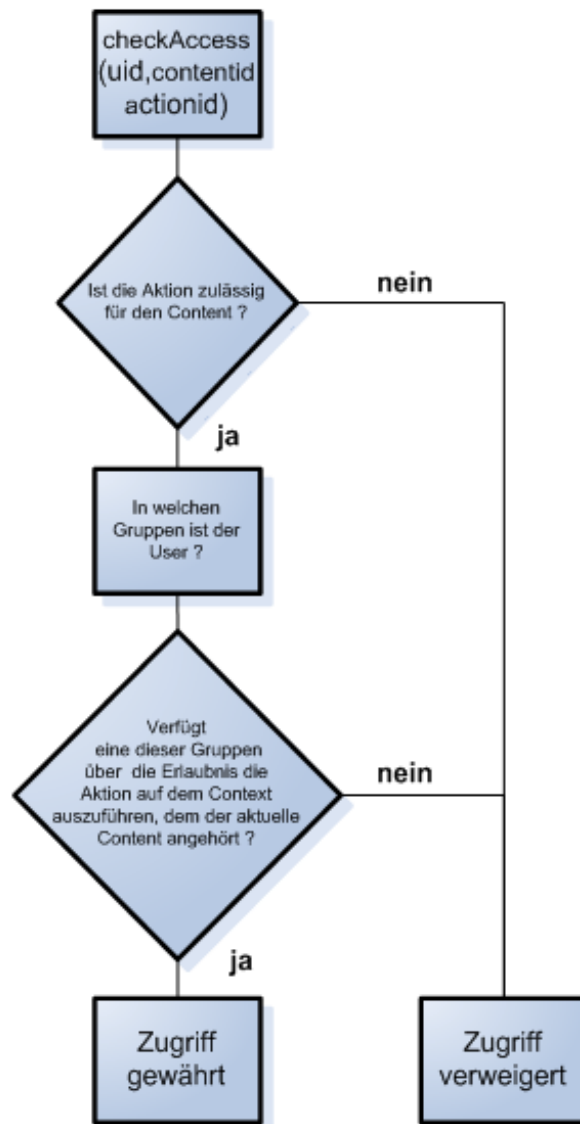 checkAccess
(uid,contentid
actionid)
Ist die Aktion zulässig
für den Content ?
nein
ja
In welchen
Gruppen ist der
User ?
Verfügt
eine dieser Gruppen
über die Erlaubnis die
Aktion auf dem Context
auszuführen, dem der aktuelle
Content angehört ?
nein
ja
Zugriff
gewährt
Zugriff
verweigert